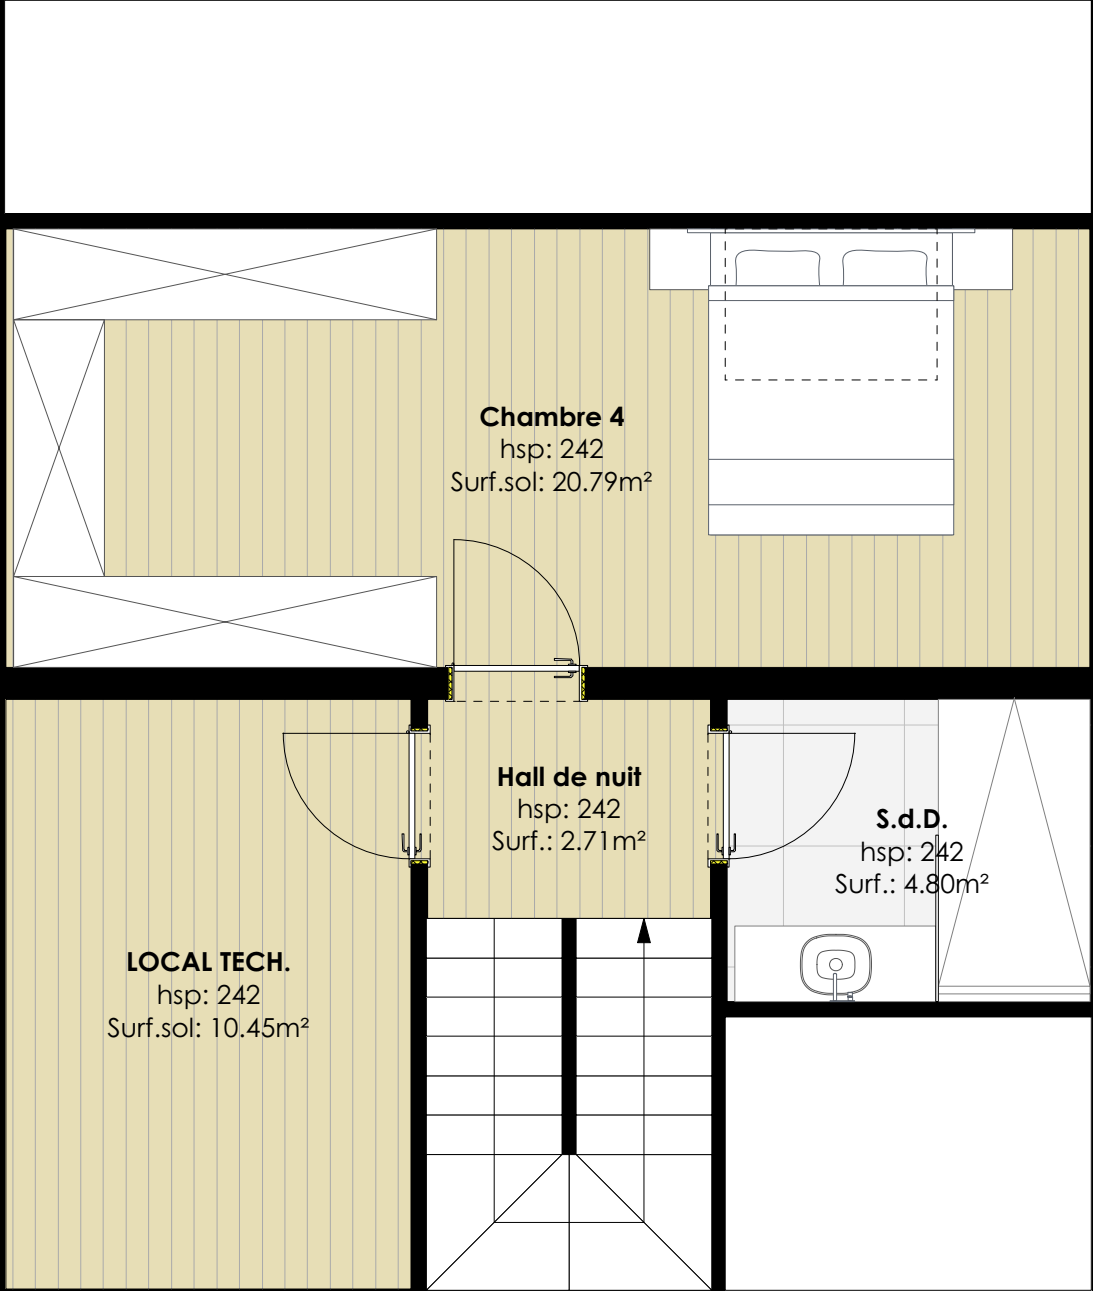 Chambre 4
hsp: 242
Surf.sol: 20.79m²
Hall de nuit
hsp: 242
Surf.: 2.71m²
S.d.D.
hsp: 242
Surf.: 4.80m²
LOCAL TECH.
hsp: 242
Surf.sol: 10.45m²